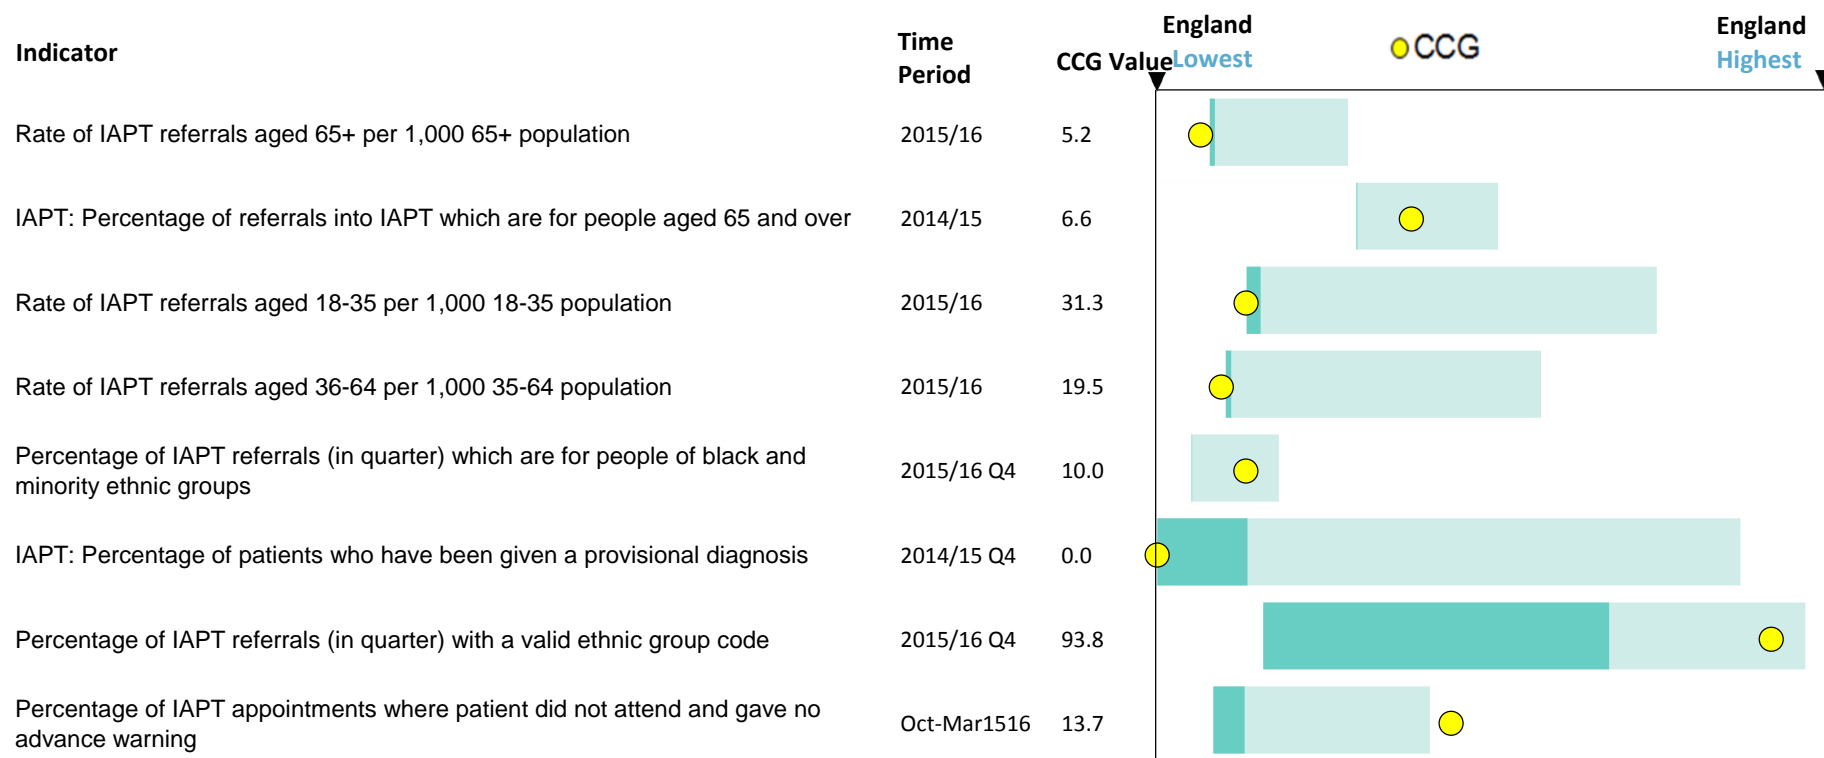 Indicator
Time
Period
CCG Value
England
Lowest
CCG
England
Highest
Rate of IAPT referrals aged 65+ per 1,000 65+ population 2015/16 5.2
IAPT: Percentage of referrals into IAPT which are for people aged 65 and over 2014/15 6.6
Rate of IAPT referrals aged 18-35 per 1,000 18-35 population 2015/16 31.3
Rate of IAPT referrals aged 36-64 per 1,000 35-64 population 2015/16 19.5
Percentage of IAPT referrals (in quarter) which are for people of black and
minority ethnic groups
2015/16 Q4 10.0
IAPT: Percentage of patients who have been given a provisional diagnosis 2014/15 Q4 0.0
Percentage of IAPT referrals (in quarter) with a valid ethnic group code 2015/16 Q4 93.8
Percentage of IAPT appointments where patient did not attend and gave no
advance warning
Oct-Mar1516 13.7